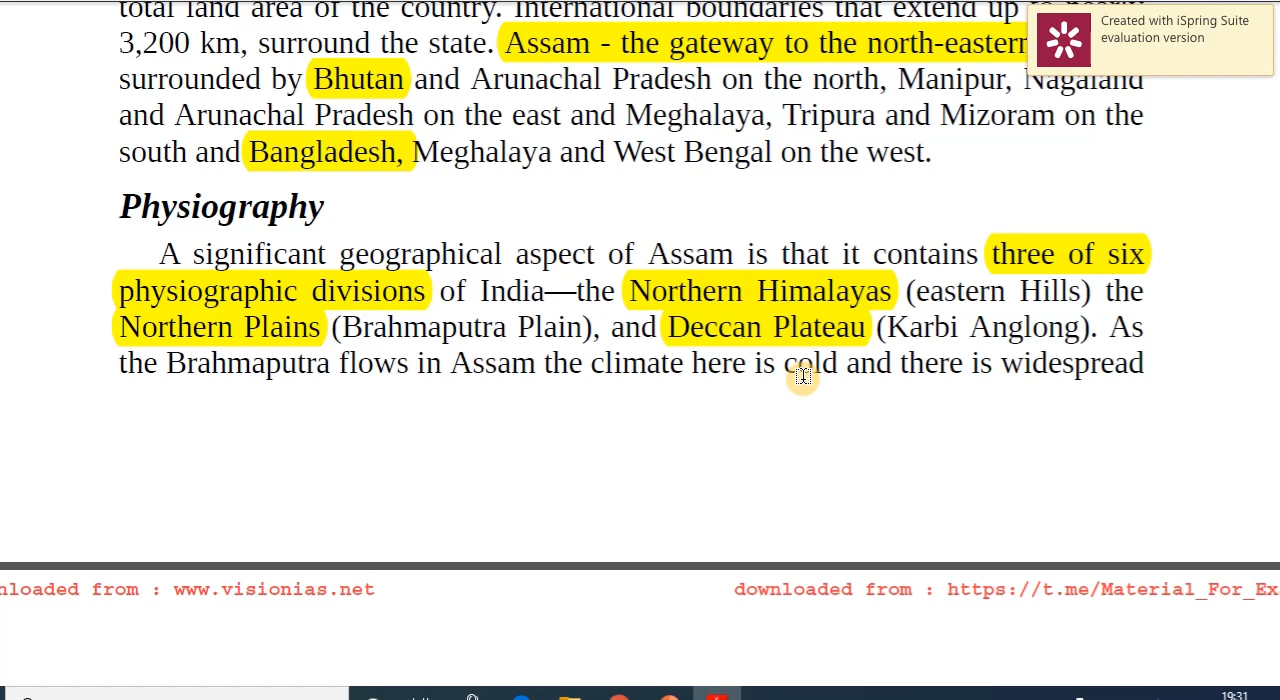 total land area of the country. International boundaries that extend up to nearly
3,200 km, surround the state. Assam - the gateway to the north-eastern
surrounded by Bhutan and Arunachal Pradesh on the north, Manipur, Nagaland
and Arunachal Pradesh on the east and Meghalaya, Tripura and Mizoram on the
south and Bangladesh, Meghalaya and West Bengal on the west.
Physiography
A significant geographical aspect of Assam is that it contains three of six
physiographic divisions of India—the Northern Himalayas (eastern Hills) the
Northern Plains (Brahmaputra Plain), and Deccan Plateau (Karbi Anglong). As
the Brahmaputra flows in Assam the climate here is cold and there is widespread
Created with iSpring Suite
evaluation version
nloaded from : www.visionias.net
downloaded from : https://t.me/Material_For_Ex
19:31